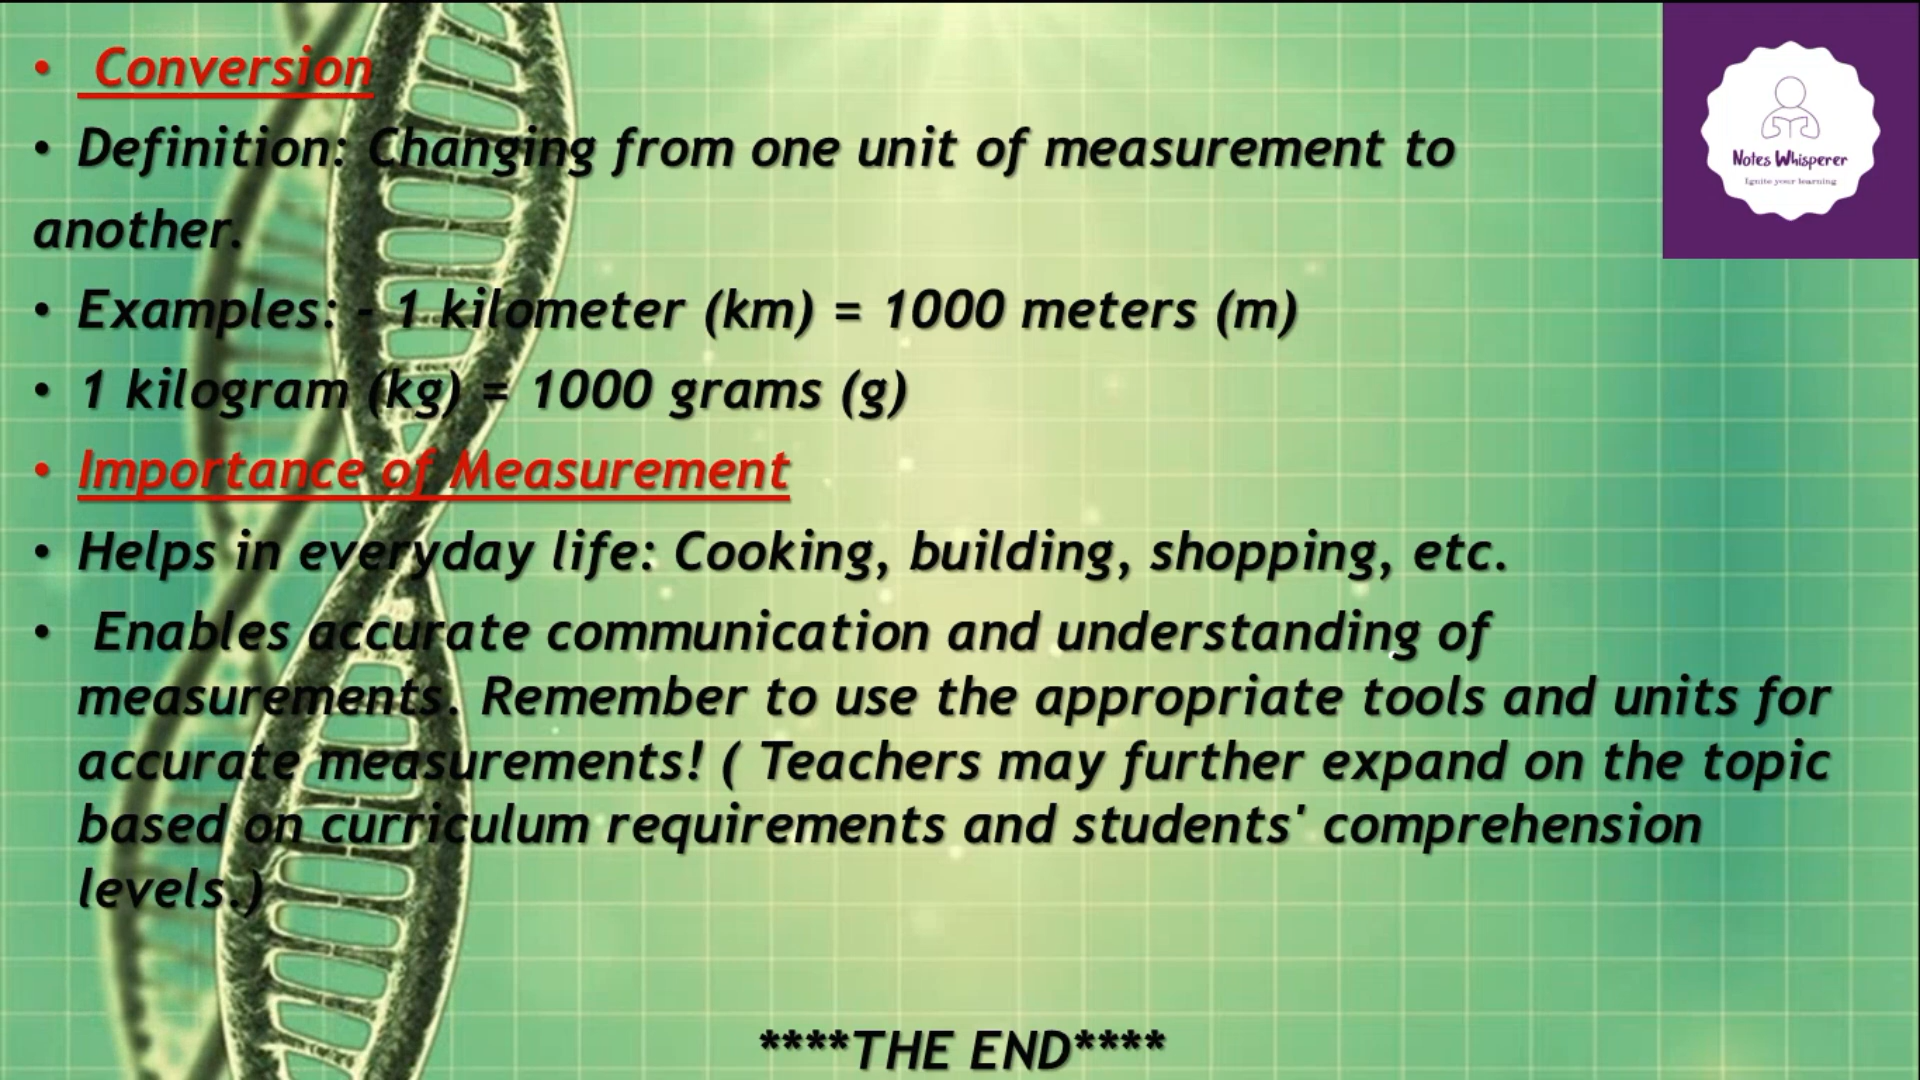 • Conversion
• Definition: Changing from one unit of measurement to
another.
• Examples: - 1 kilometer (km) = 1000 meters (m)
• 1 kilogram (kg) = 1000 grams (g)
• Importance of Measurement
• Helps in everyday life: Cooking, building, shopping, etc.
• Enables accurate communication and understanding of
measurements. Remember to use the appropriate tools and units for
accurate measurements! ( Teachers may further expand on the topic
based on curriculum requirements and students' comprehension
levels.)
****THE END****
Notes Whisperer
Ignite your learning